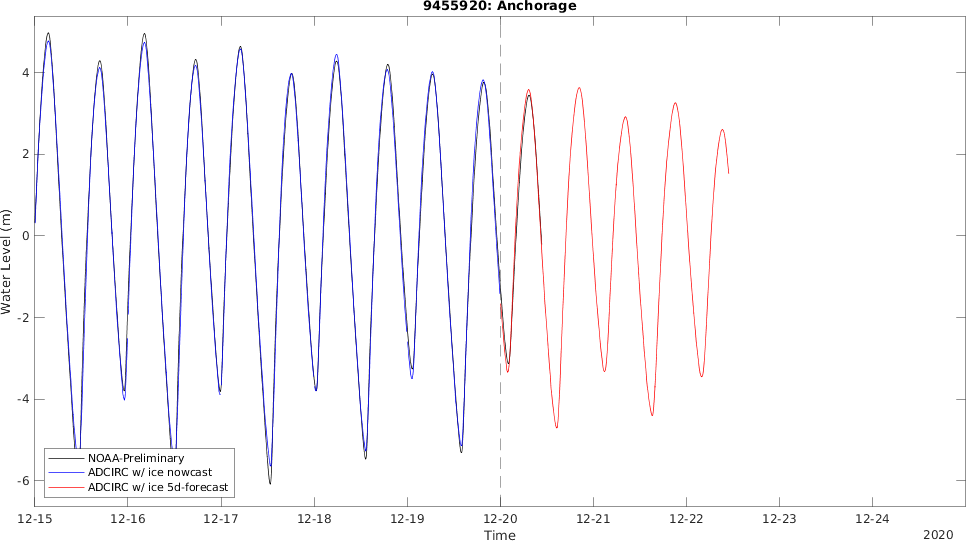 9455920: Anchorage
Water Level (m)
4
2
0
-2
-4
-6
NOAA-Preliminary
ADCIRC w/ ice nowcast
ADCIRC w/ ice 5d-forecast
12-15 12-16 12-17 12-18 12-19 12-20 12-21 12-22 12-23 12-24
Time
2020